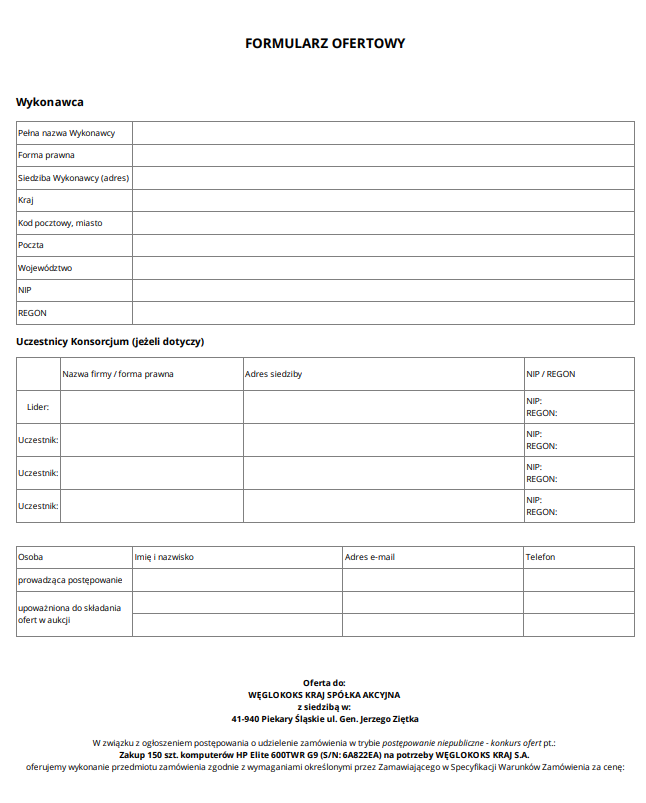 FORMULARZ OFERTOWY
Wykonawca
Pełna nazwa Wykonawcy
Forma prawna
Siedziba Wykonawcy (adres)
Kraj
Kod pocztowy, miasto
Poczta
Województwo
NIP
REGON
Uczestnicy Konsorcjum (jeżeli dotyczy)
Nazwa firmy / forma prawna Adres siedziby NIP / REGON
Lider: NIP:
REGON:
Uczestnik: NIP:
REGON:
Uczestnik: NIP:
REGON:
Uczestnik: NIP:
REGON:
Osoba Imię i nazwisko Adres e-mail Telefon
prowadząca postępowanie
upoważniona do składania
ofert w aukcji
Oferta do:
WĘGLOKOKS KRAJ SPÓŁKA AKCYJNA
z siedzibą w:
41-940 Piekary Śląskie ul. Gen. Jerzego Ziętka
W związku z ogłoszeniem postępowania o udzielenie zamówienia w trybie postępowanie niepubliczne - konkurs ofert pt.:
Zakup 150 szt. komputerów HP Elite 600TWR G9 (S/N: 6A822EA) na potrzeby WĘGLOKOKS KRAJ S.A.
oferujemy wykonanie przedmiotu zamówienia zgodnie z wymaganiami określonymi przez Zamawiającego w Specyfikacji Warunków Zamówienia za cenę: